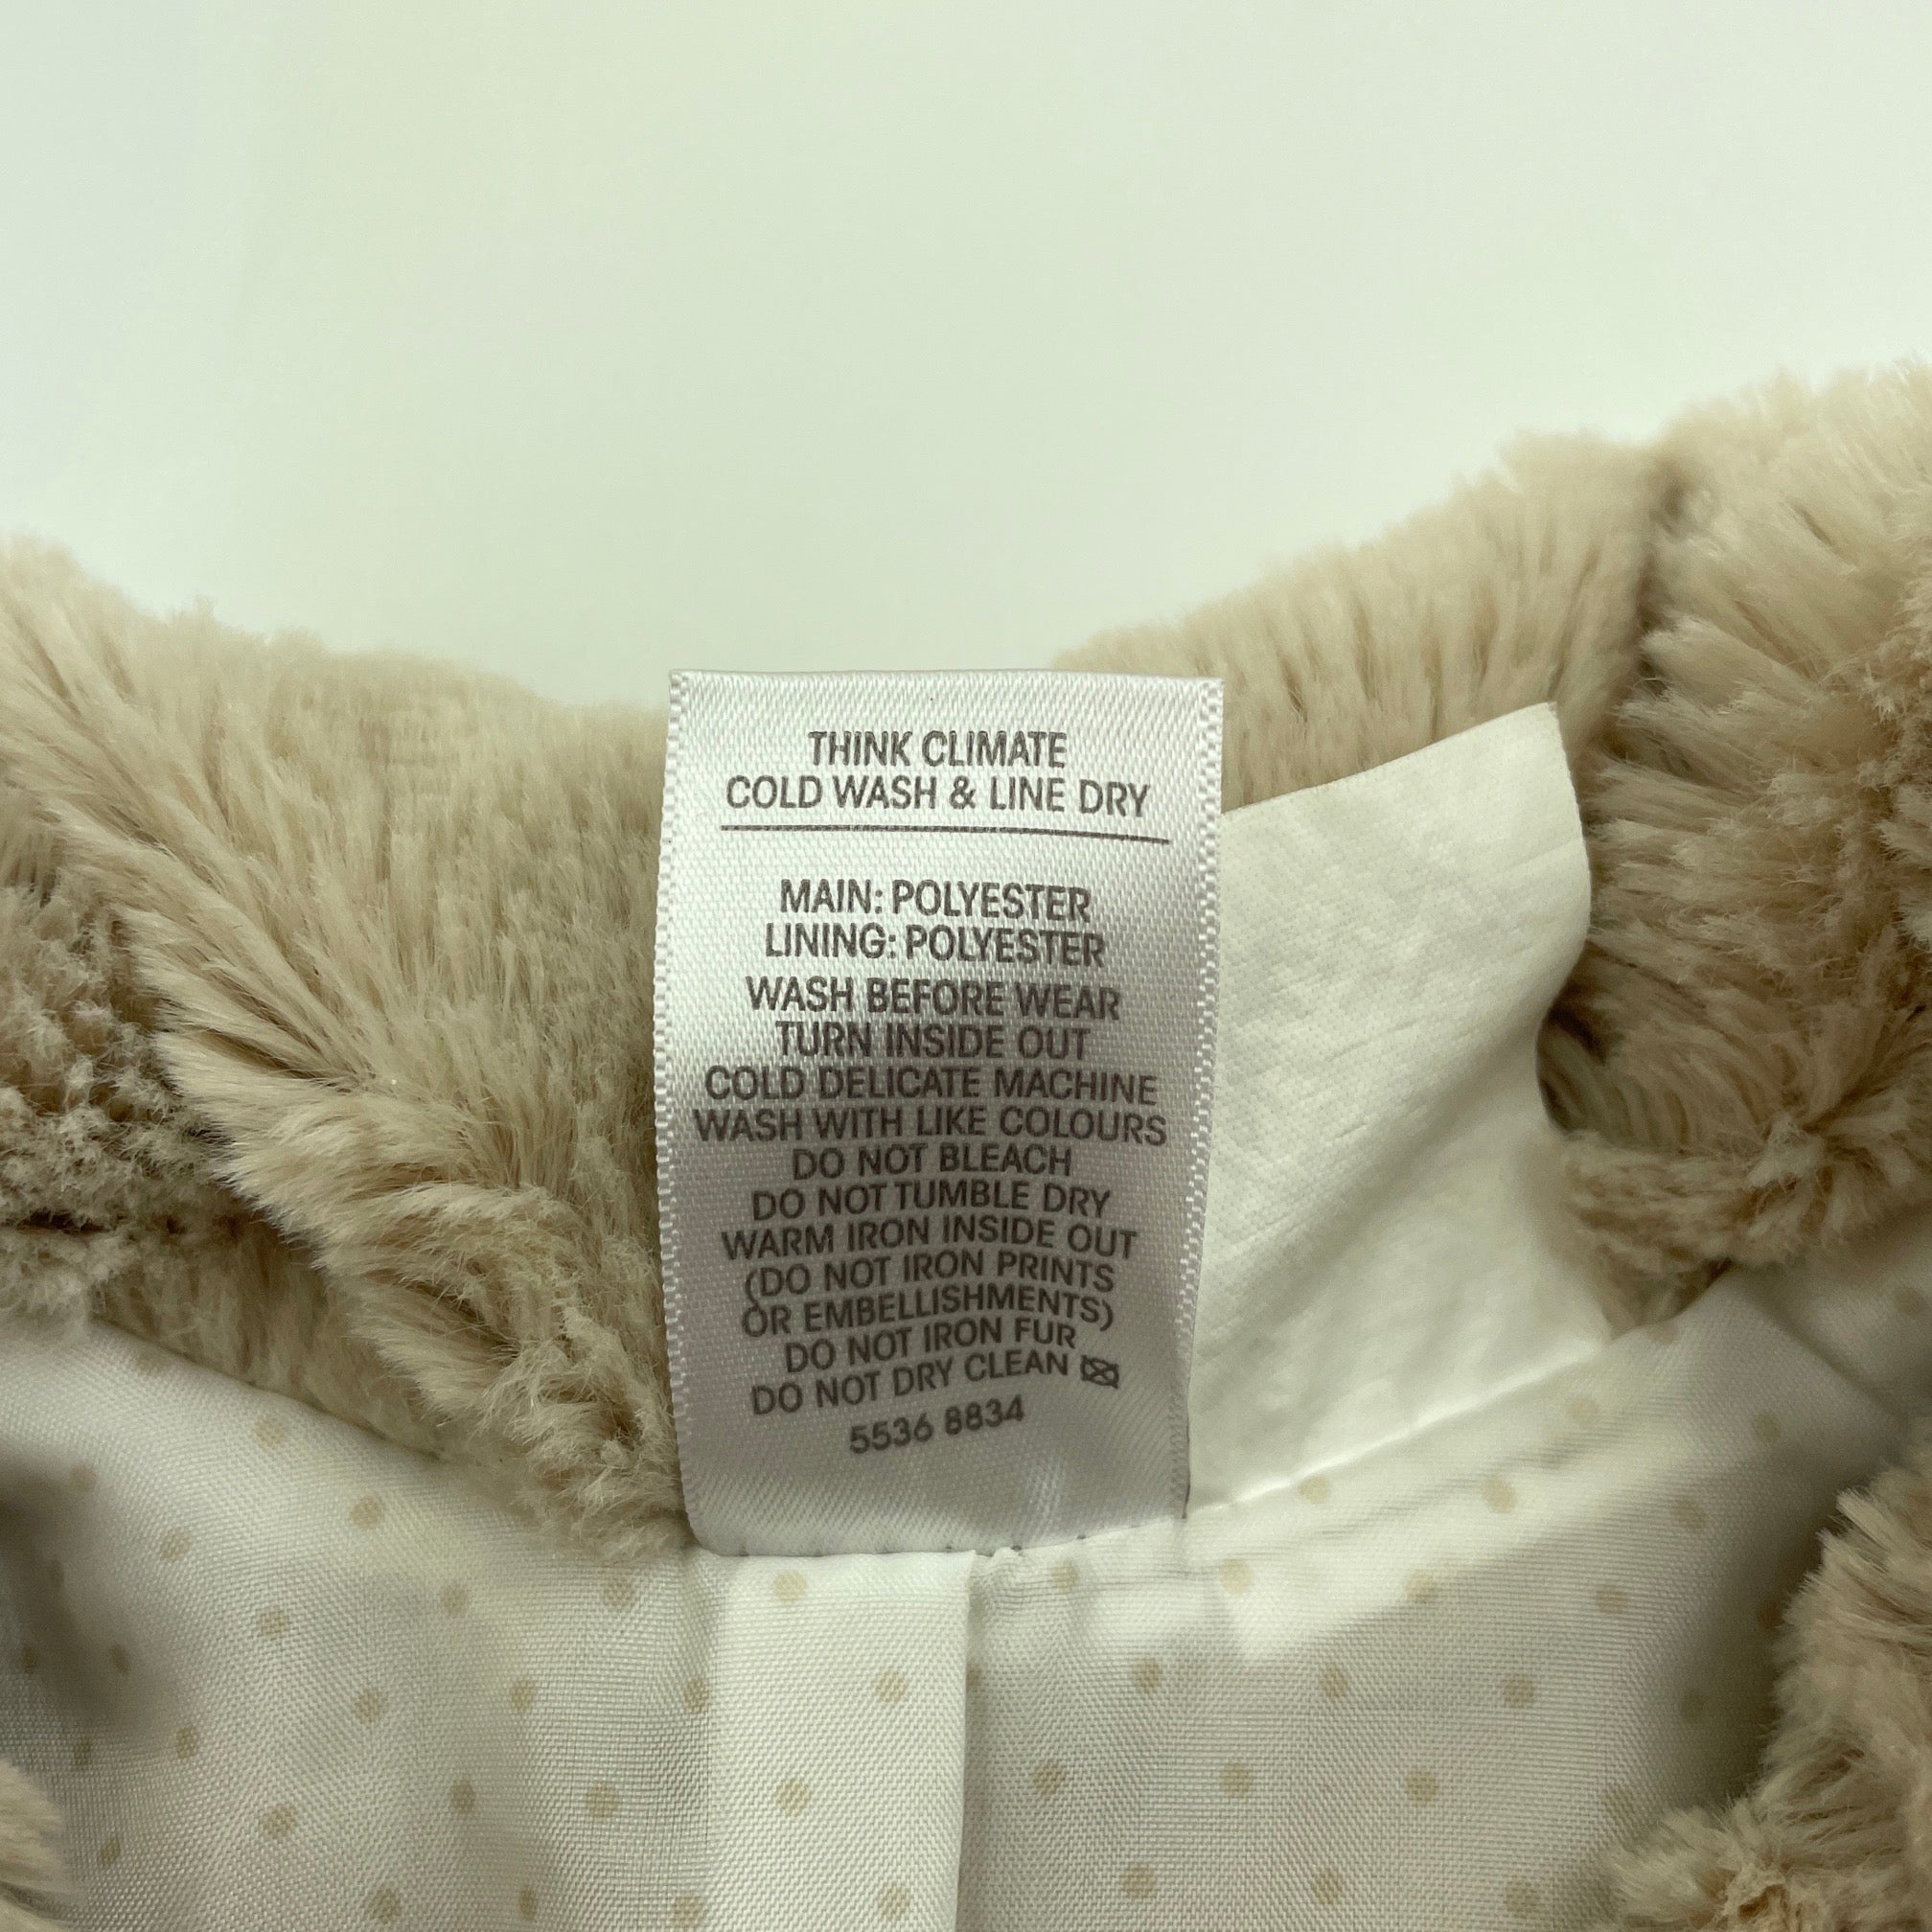 THINK CLIMATE
COLD WASH & LINE DRY
MAIN: POLYESTER
LINING: POLYESTER
WASH BEFORE WEAR
TURN INSIDE OUT
COLD DELICATE MACHINE
WASH WITH LIKE COLOURS
DO NOT BLEACH
DO NOT TUMBLE DRY
WARM IRON INSIDE OUT
(DO NOT IRON PRINTS
OR EMBELLISHMENTS)
DO NOT IRON FUR
DO NOT DRY CLEAN
5536 8834